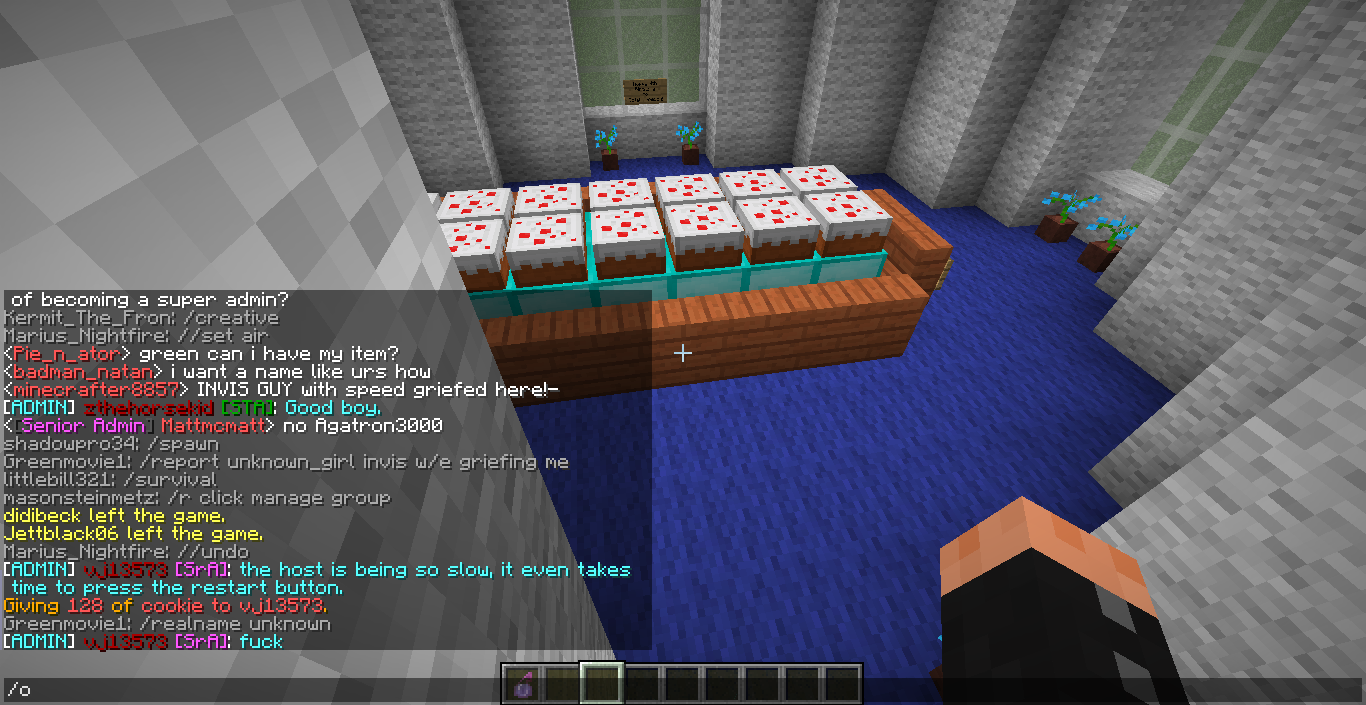 of becoming a super admin?
Kermit_The_Fron: /creative
Marius_Nightfire: //set air
<Pie_n_ator> green can i have my item?
<badman_natan> i want a name like urs how
<minecrafter8857> INVIS GUY with speed griefed here!~
[ADMIN] zthehorsekid [STA]: Good boy.
<[Senior Admin] Mattmcmatt> no Agatron3000
shadowpro34: /spawn
Greenmovie1: /report unknown_girl invis w/e griefing me
littlebill321: /survival
masonsteinmetz: /r click manage group
didibeck left the game.
Jettblack06 left the game.
Marius_Nightfire: //undo
[ADMIN] vj13573 [SrA]: the host is being so slow, it even takes
time to press the restart button.
Giving 128 of cookie to vj13573.
Greenmovie1: /realname unknown
[ADMIN] vj13573 [SrA]: fuck
/o